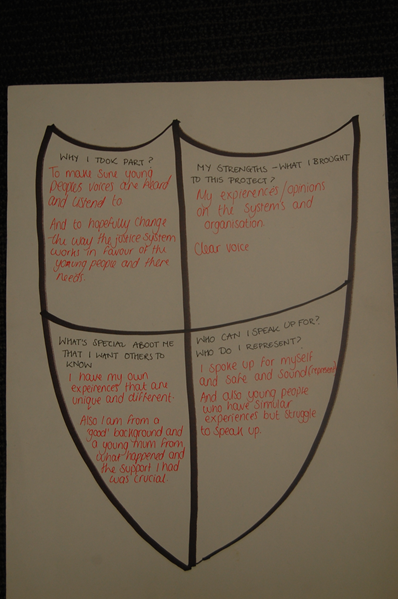 WHY I TOOK PART?
To make sure young
peoples voices are heard
and listend to.
And to hopefully change
the way the justice system
works in favour of the
young people and there
needs.
MY STRENGTHS - WHAT I BROUGHT
TO THIS PROJECT?
My experences/opinions
on the system's and
organisation.
Clear voice
WHAT'S SPECIAL ABOUT ME
THAT I WANT OTHERS TO
KNOW
I have my own
experiences that are
unique and different.
Also I am from a
"good" background and
a young mum from
what happened and
the support I had
was crucial.
WHO CAN I SPEAK UP FOR?
WHO DO I REPRESENT?
I spoke up for myself
and safe and sound
And also young people
who have simular
experiences but struggle
to speak up.